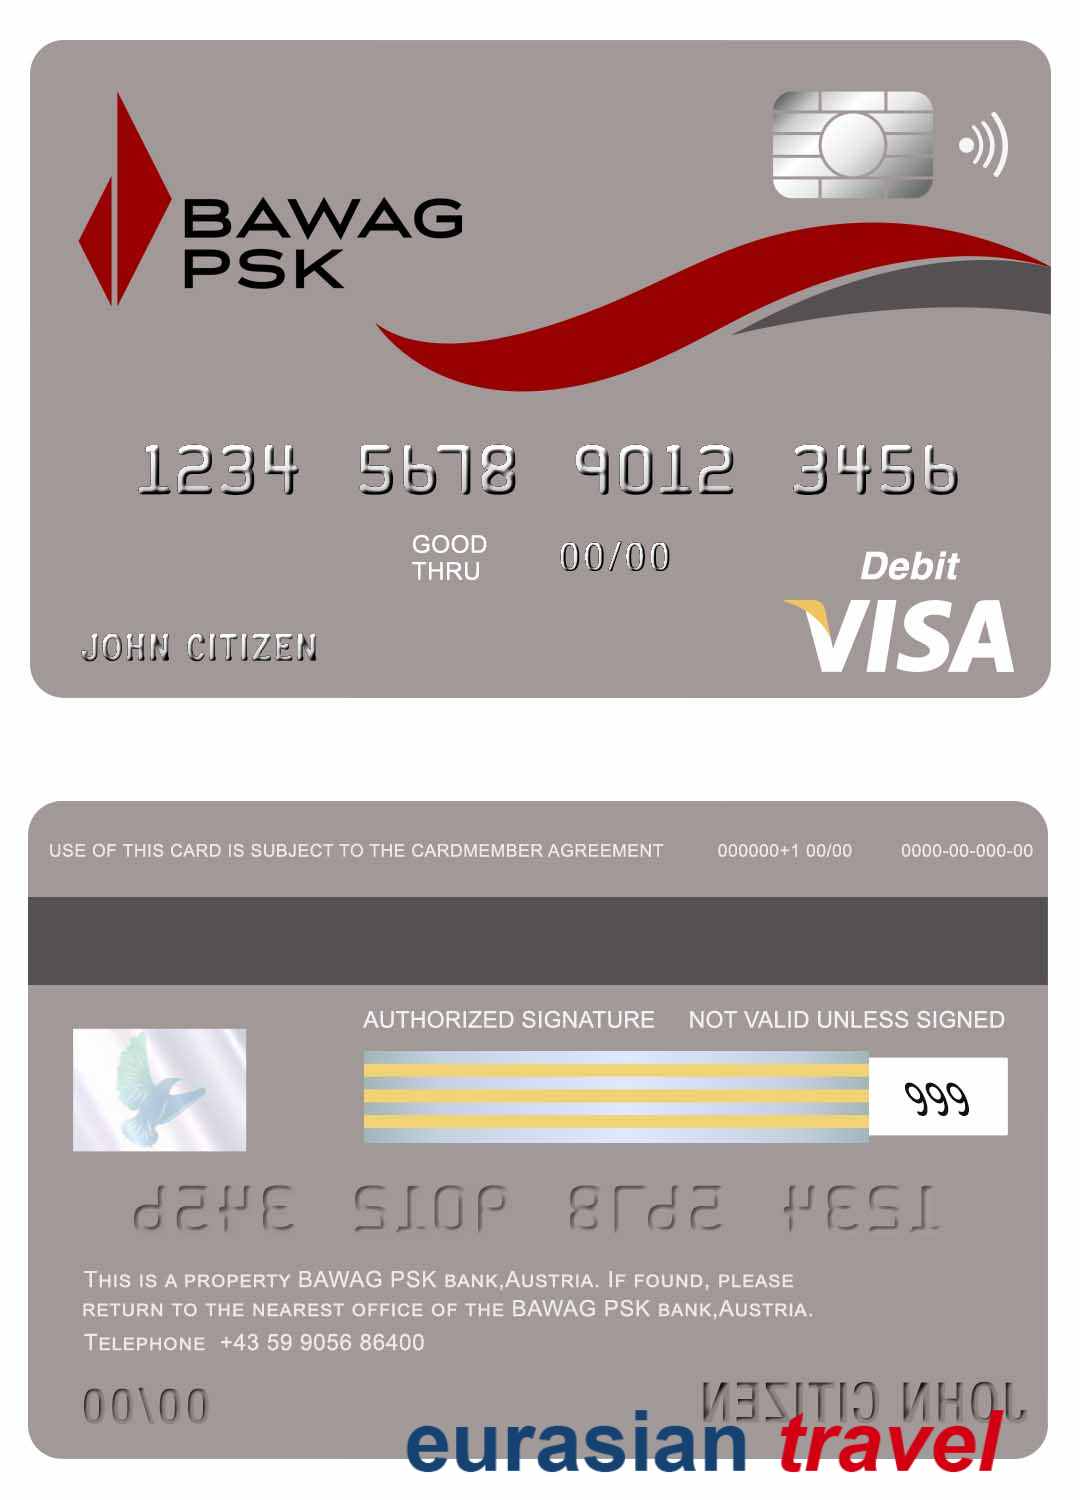 BAWAG
PSK
1234 5678 9012 3456
GOOD
THRU
00/00
Debit
VISA
JOHN CITIZEN
USE OF THIS CARD IS SUBJECT TO THE CARDMEMBER AGREEMENT 000000+1 00/00 0000-00-000-00
AUTHORIZED SIGNATURE NOT VALID UNLESS SIGNED
999
1234 5678 9012 3456
THIS IS A PROPERTY BAWAG PSK BANK,AUSTRIA. IF FOUND, PLEASE
RETURN TO THE NEAREST OFFICE OF THE BAWAG PSK BANK,AUSTRIA.
TELEPHONE +43 59 9056 86400
00/00
JOHN CITIZEN
eurasian travel